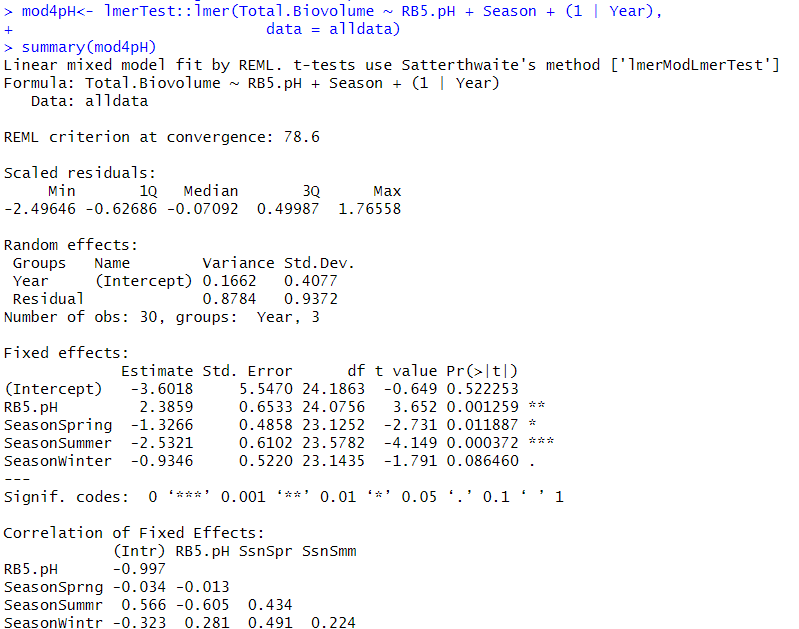 > mod4pH<- lmerTest::lmer(Total.Biovolume ~ RB5.pH + Season + (1 | Year),
+                         data = alldata)
> summary(mod4pH)
Linear mixed model fit by REML. t-tests use Satterthwaite's method ['lmerModLmerTest']
Formula: Total.Biovolume ~ RB5.pH + Season + (1 | Year)
   Data: alldata

REML criterion at convergence: 78.6

Scaled residuals:
     Min       1Q   Median       3Q      Max
-2.49646 -0.62686 -0.07092  0.49987  1.76558

Random effects:
 Groups   Name        Variance Std.Dev.
 Year     (Intercept) 0.1662   0.4077
 Residual             0.8784   0.9372
Number of obs: 30, groups:  Year, 3

Fixed effects:
             Estimate Std. Error      df t value Pr(>|t|)
(Intercept)   -3.6018     5.5470 24.1863  -0.649 0.522253
RB5.pH         2.3859     0.6533 24.0756   3.652 0.001259 **
SeasonSpring  -1.3266     0.4858 23.1252  -2.731 0.011887 *
SeasonSummer  -2.5321     0.6102 23.5782  -4.149 0.000372 ***
SeasonWinter  -0.9346     0.5220 23.1435  -1.791 0.086460 .
---
Signif. codes:  0 ‘***’ 0.001 ‘**’ 0.01 ‘*’ 0.05 ‘.’ 0.1 ‘ ’ 1

Correlation of Fixed Effects:
            (Intr) RB5.pH SsnSpr SsnSmm
RB5.pH      -0.997
SeasonSprng -0.034 -0.013
SeasonSummr  0.566 -0.605  0.434
SeasonWintr -0.323  0.281  0.491  0.224